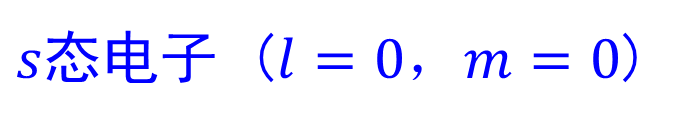 s态电子（l = 0，m = 0）